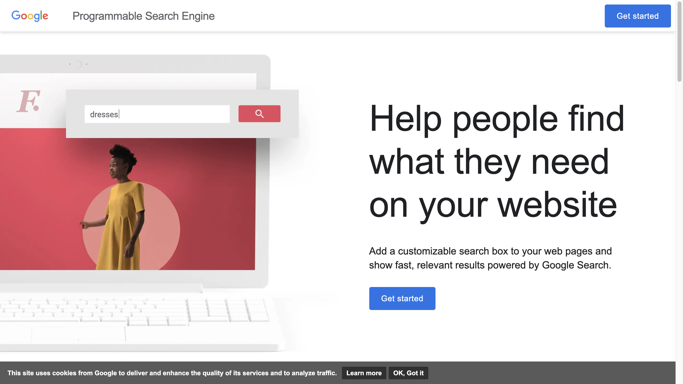 Google Programmable Search Engine Get started
F.
dresses
Help people find
what they need
on your website
Add a customizable search box to your web pages and
show fast, relevant results powered by Google Search.
Get started
This site uses cookies from Google to deliver and enhance the quality of its services and to analyze traffic. Learn more OK, Got it